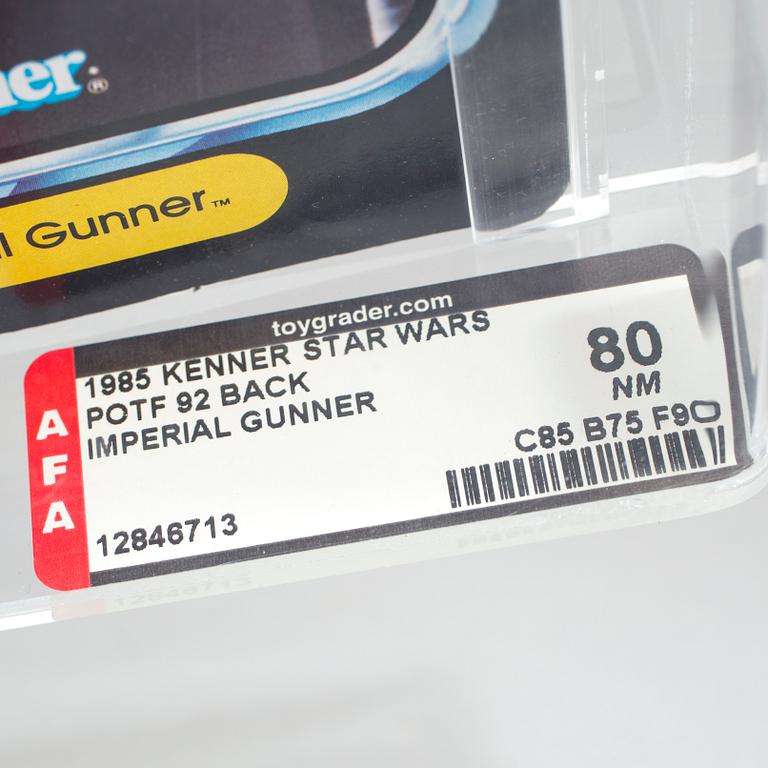 ner®
l Gunner™
toygrader.com
1985 KENNER STAR WARS
POTF 92 BACK
IMPERIAL GUNNER
80
NM
C85 B75 F90
AFA
12846713